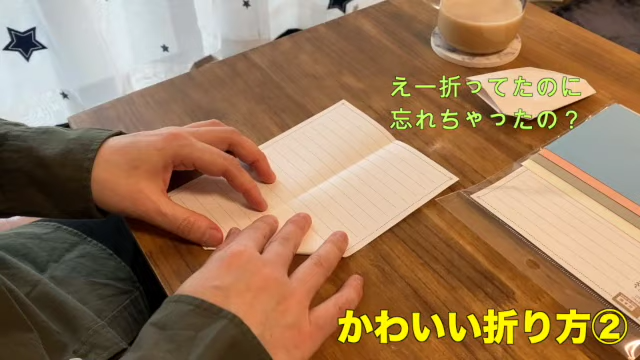 えー折ってたのに
忘れちゃったの？
かわいい折り方②